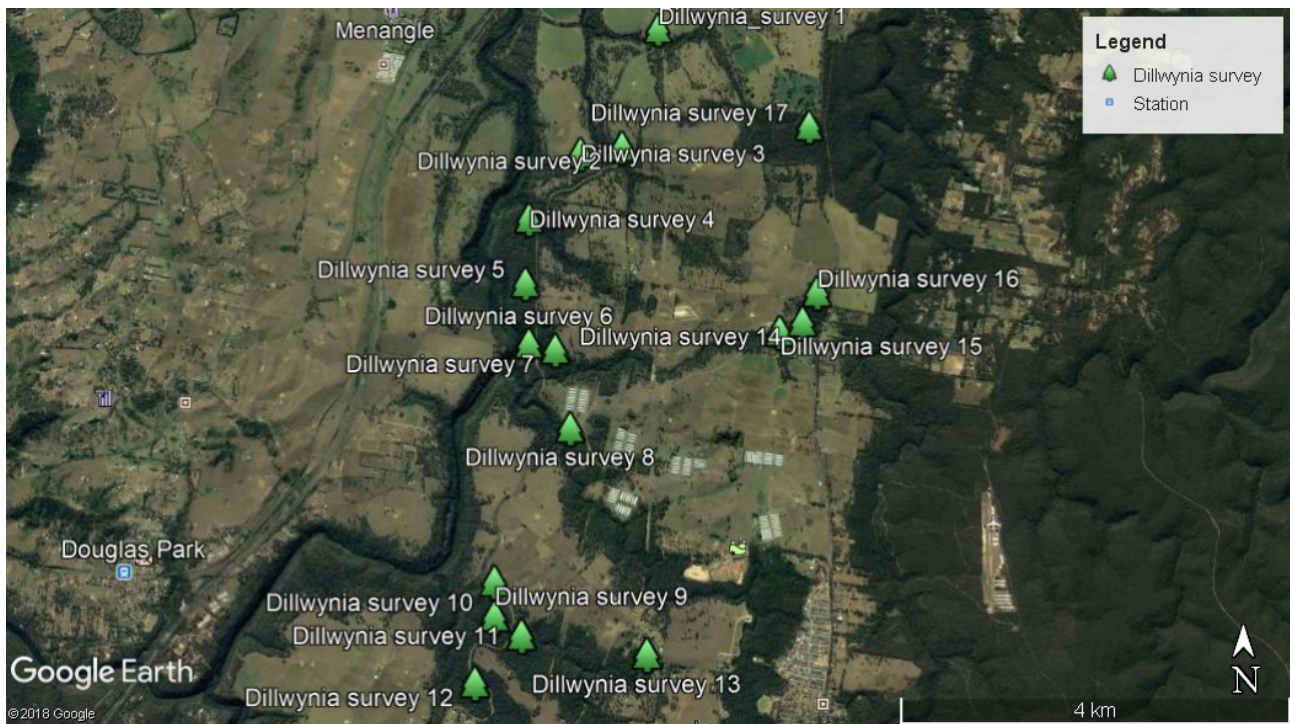 Dillwynia_survey 1
Menangle
Legend
Dillwynia survey
Station
Dillwynia survey 17
Dillwynia survey 2
Dillwynia survey 3
Dillwynia survey 4
Dillwynia survey 5
Dillwynia survey 16
Dillwynia survey 6
Dillwynia survey 14
Dillwynia survey 15
Dillwynia survey 7
Dillwynia survey 8
Douglas Park
Dillwynia survey 9
Dillwynia survey 10
Dillwynia survey 11
Dillwynia survey 13
Dillwynia survey 12
Google Earth
N
4 km
© 2018 Google